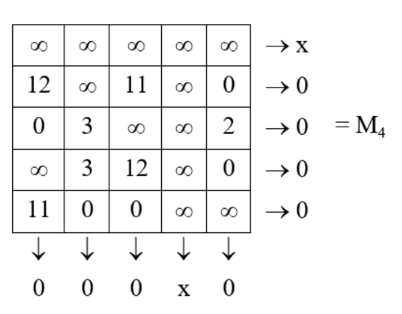 ∞ ∞ ∞ ∞ ∞ → x
12 ∞ 11 ∞ 0 → 0
0 3 ∞ ∞ 2 → 0 = M₄
∞ 3 12 ∞ 0 → 0
11 0 0 ∞ ∞ → 0
↓ ↓ ↓ ↓ ↓
0 0 0 x 0